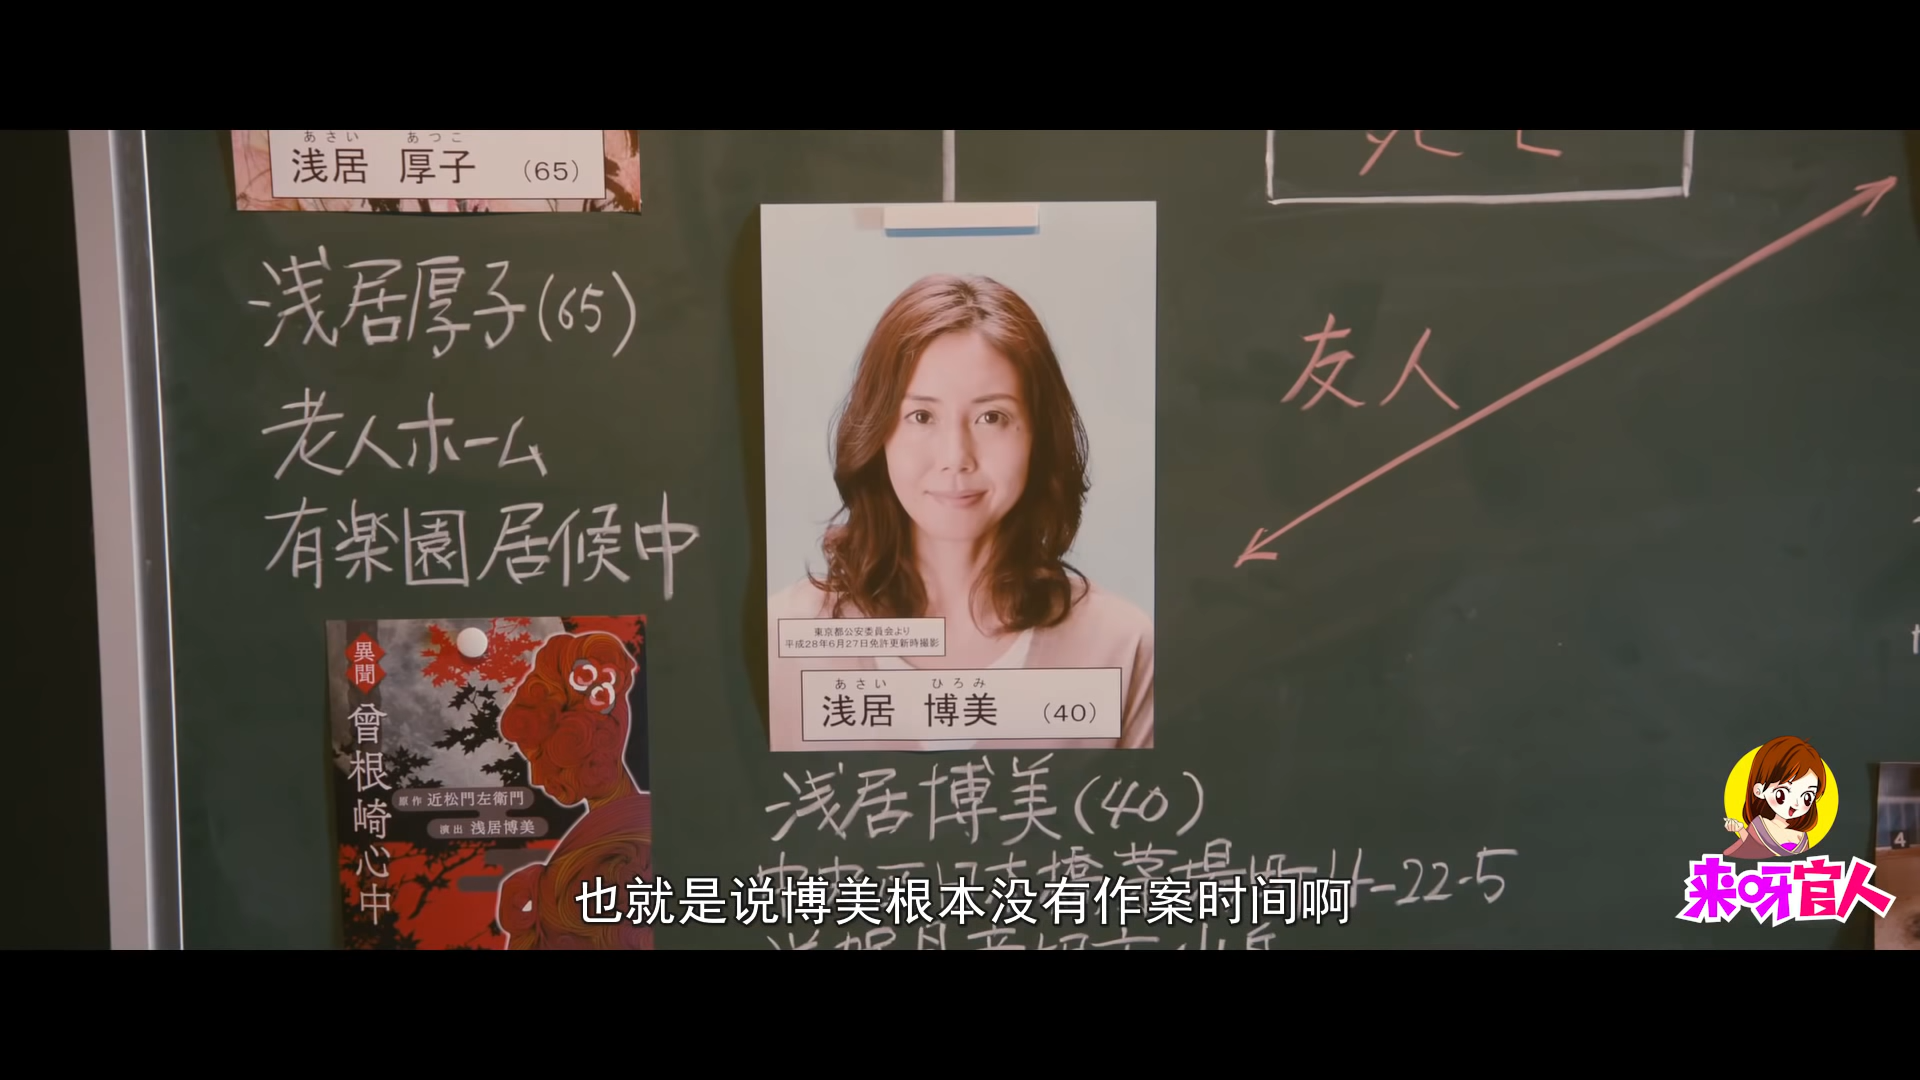 あさい あつこ
浅居 厚子 (65)
浅居厚子(65)
老人ホーム
有楽園居候中
友人
東京都公安委員会より
平成28年6月27日免許更新時撮影
あさい ひろみ
浅居 博美 (40)
浅居博美(40)
異聞
曾根崎心中
原作 近松門左衛門
演出 浅居博美
4-22-5
也就是说博美根本没有作案时间啊
4
来呀官人